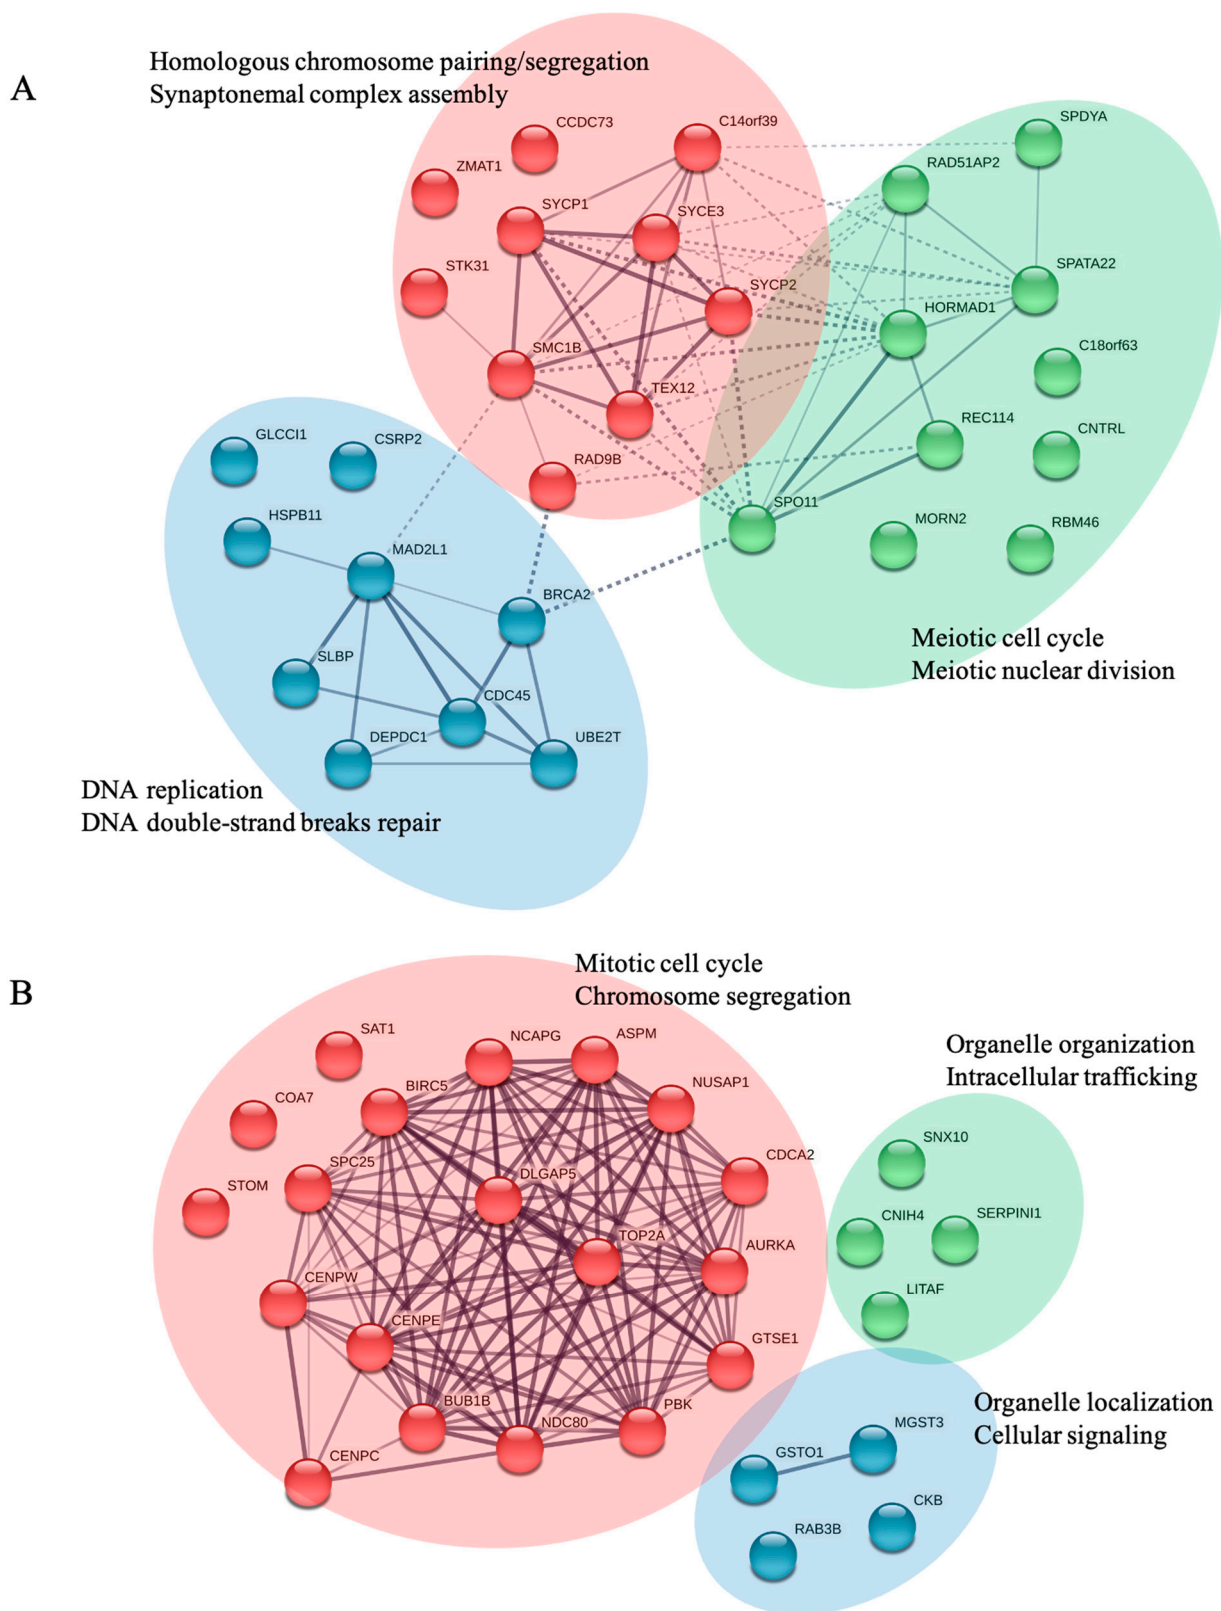 A
Homologous chromosome pairing/segregation
Synaptonemal complex assembly
CCDC73
C14orf39
SPDYA
ZMAT1
RAD51AP2
SYCP1
SYCE3
STK31
SYCP2
SPATA22
HORMAD1
SMC1B
C18orf63
TEX12
REC114
CNTRL
GLCCI1
CSRP2
RAD9B
SPO11
HSPB11
MORN2
RBM46
MAD2L1
BRCA2
Meiotic cell cycle
Meiotic nuclear division
SLBP
CDC45
DEPDC1
UBE2T
DNA replication
DNA double-strand breaks repair
B
Mitotic cell cycle
Chromosome segregation
SAT1
NCAPG
ASPM
Organelle organization
Intracellular trafficking
COA7
BIRC5
NUSAP1
SNX10
STOM
SPC25
DLGAP5
CDCA2
CNIH4
SERPINI1
TOP2A
AURKA
CENPW
LITAF
CENPE
GTSE1
BUB1B
NDC80
PBK
Organelle localization
Cellular signaling
MGST3
GSTO1
CENPC
CKB
RAB3B